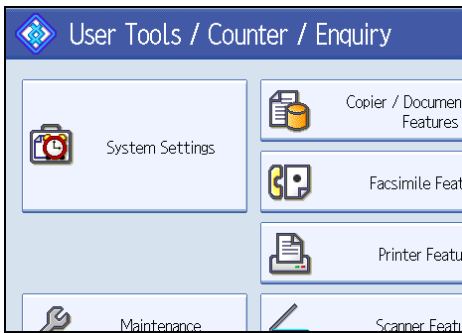 User Tools / Counter / Enquiry
System Settings
Copier / Documen
Features
Facsimile Feat
Printer Featu
Maintenance
Scanner Featu